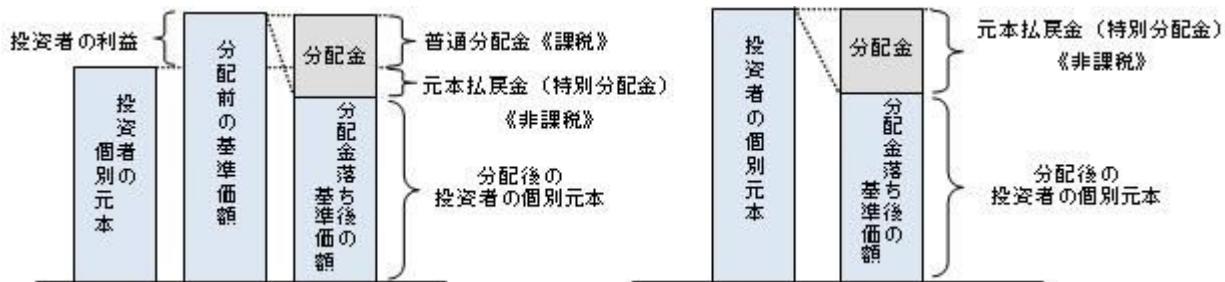 投資者の利益
投資者の
個別元本
分配前の基準価額
分配金
分配金落ち後の
基準価額
普通分配金《課税》
元本払戻金（特別分配金）
《非課税》
分配後の
投資者の個別元本
投資者の個別元本
分配金
分配金落ち後の
基準価額
元本払戻金（特別分配金）
《非課税》
分配後の
投資者の個別元本